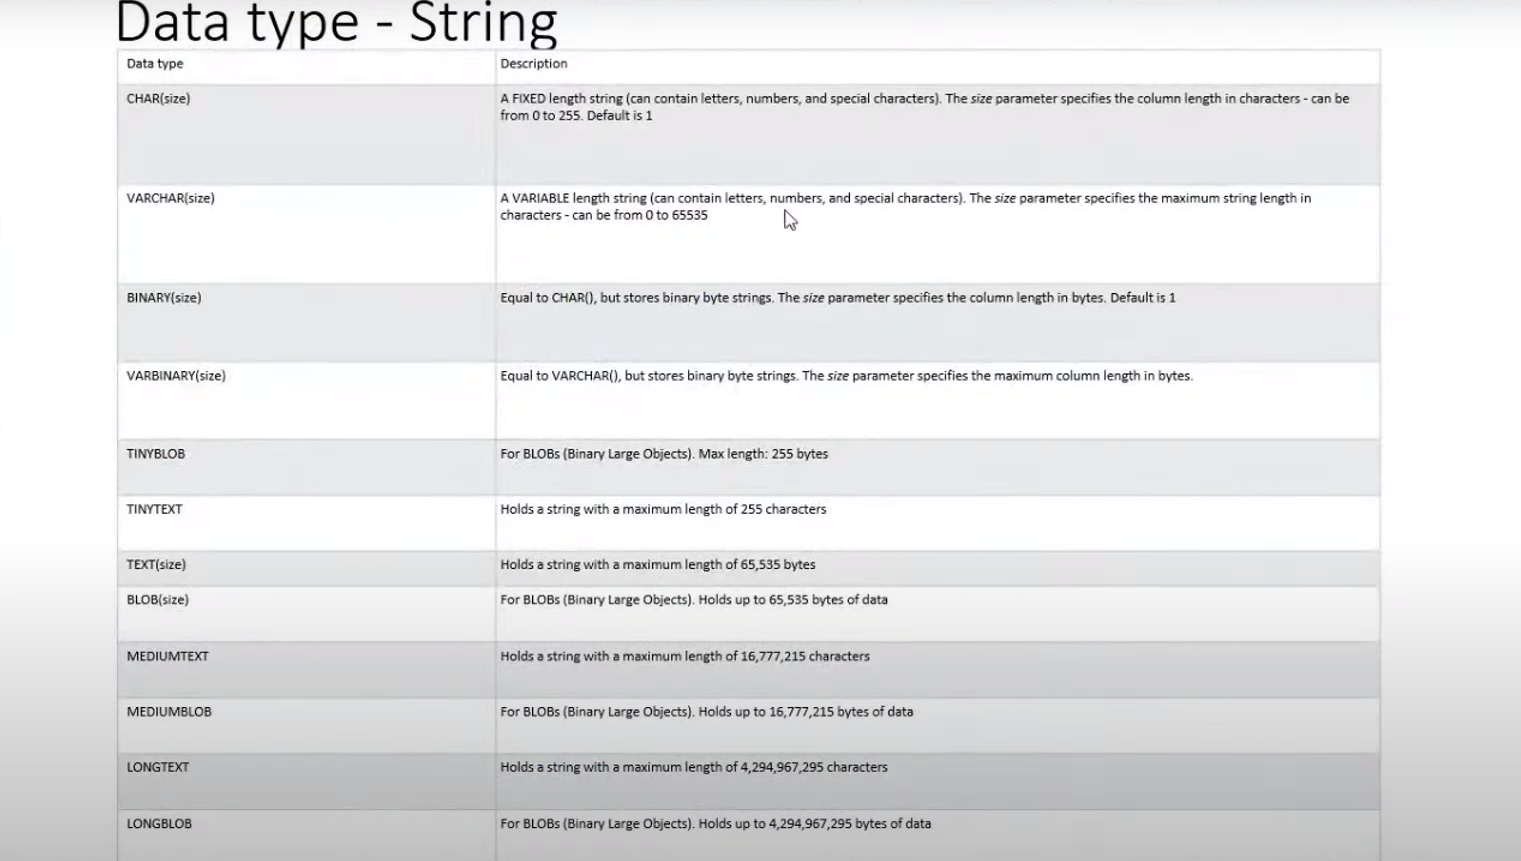 Data type - String
Data type
Description
CHAR(size)
A FIXED length string (can contain letters, numbers, and special characters). The size parameter specifies the column length in characters - can be
from 0 to 255. Default is 1
VARCHAR(size)
A VARIABLE length string (can contain letters, numbers, and special characters). The size parameter specifies the maximum string length in
characters - can be from 0 to 65535
BINARY(size)
Equal to CHAR(), but stores binary byte strings. The size parameter specifies the column length in bytes. Default is 1
VARBINARY(size)
Equal to VARCHAR(), but stores binary byte strings. The size parameter specifies the maximum column length in bytes.
TINYBLOB
For BLOBs (Binary Large Objects). Max length: 255 bytes
TINYTEXT
Holds a string with a maximum length of 255 characters
TEXT(size)
Holds a string with a maximum length of 65,535 bytes
BLOB(size)
For BLOBs (Binary Large Objects). Holds up to 65,535 bytes of data
MEDIUMTEXT
Holds a string with a maximum length of 16,777,215 characters
MEDIUMBLOB
For BLOBs (Binary Large Objects). Holds up to 16,777,215 bytes of data
LONGTEXT
Holds a string with a maximum length of 4,294,967,295 characters
LONGBLOB
For BLOBs (Binary Large Objects). Holds up to 4,294,967,295 bytes of data